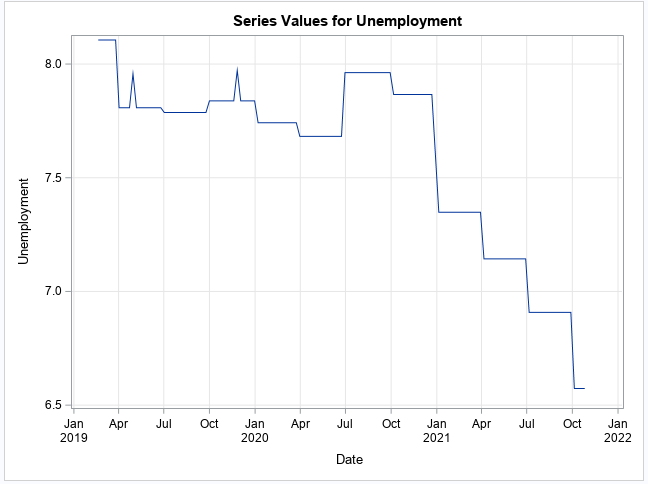 Series Values for Unemployment
8.0
7.5
7.0
6.5
Unemployment
Jan Apr Jul Oct Jan Apr Jul Oct Jan Apr Jul Oct Jan
2019 2020 2021 2022
Date